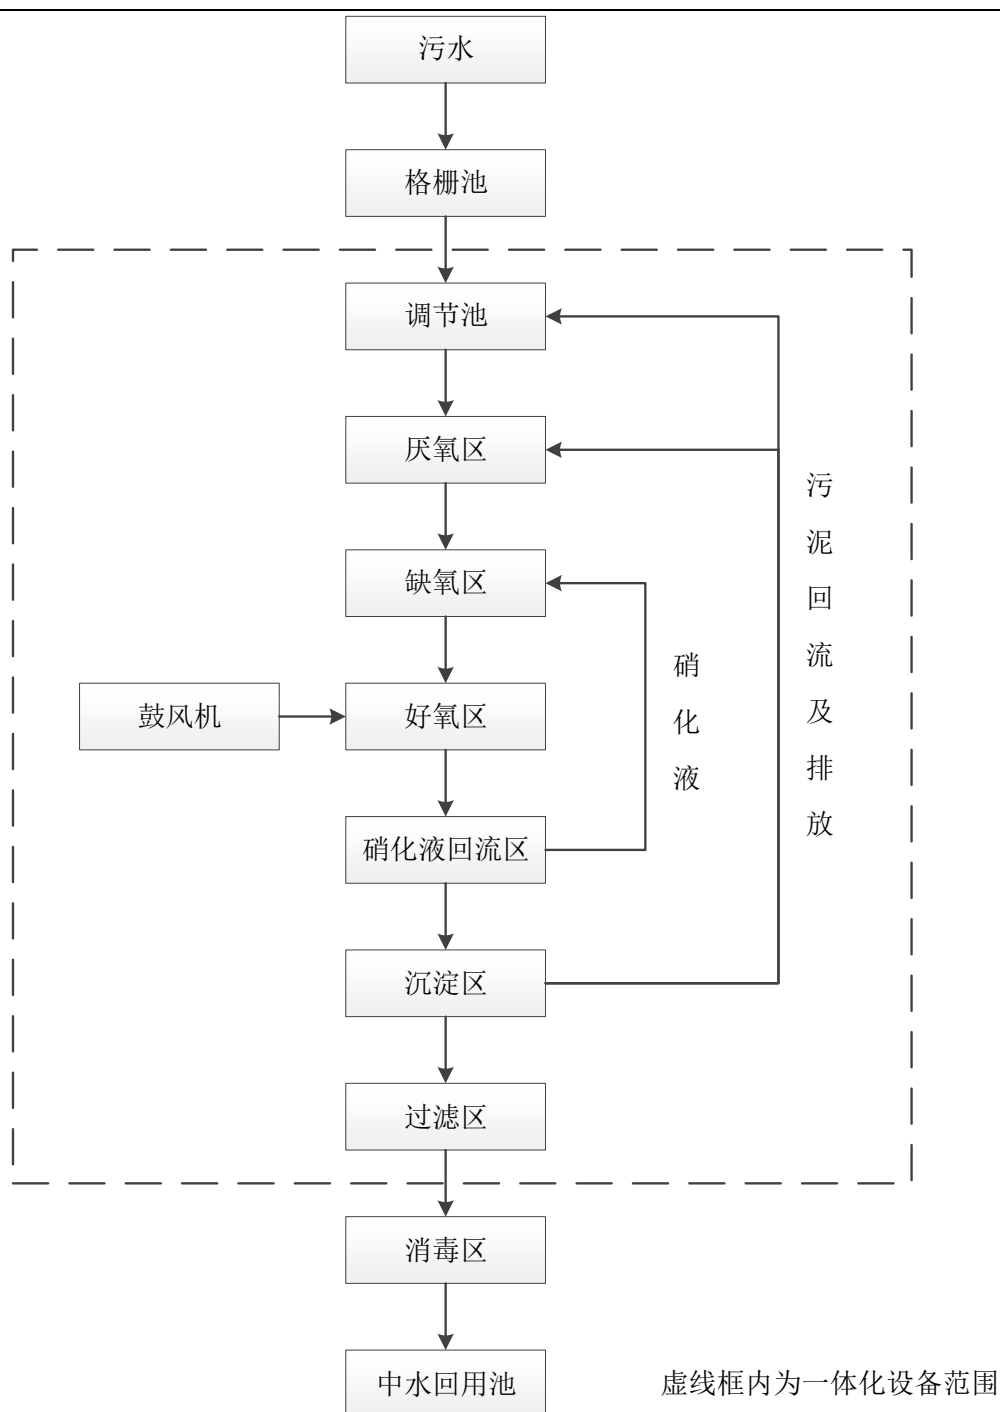 污水
格栅池
调节池
厌氧区
缺氧区
鼓风机
好氧区
硝化液回流区
沉淀区
过滤区
消毒区
中水回用池
硝化液
污泥回流及排放
虚线框内为一体化设备范围